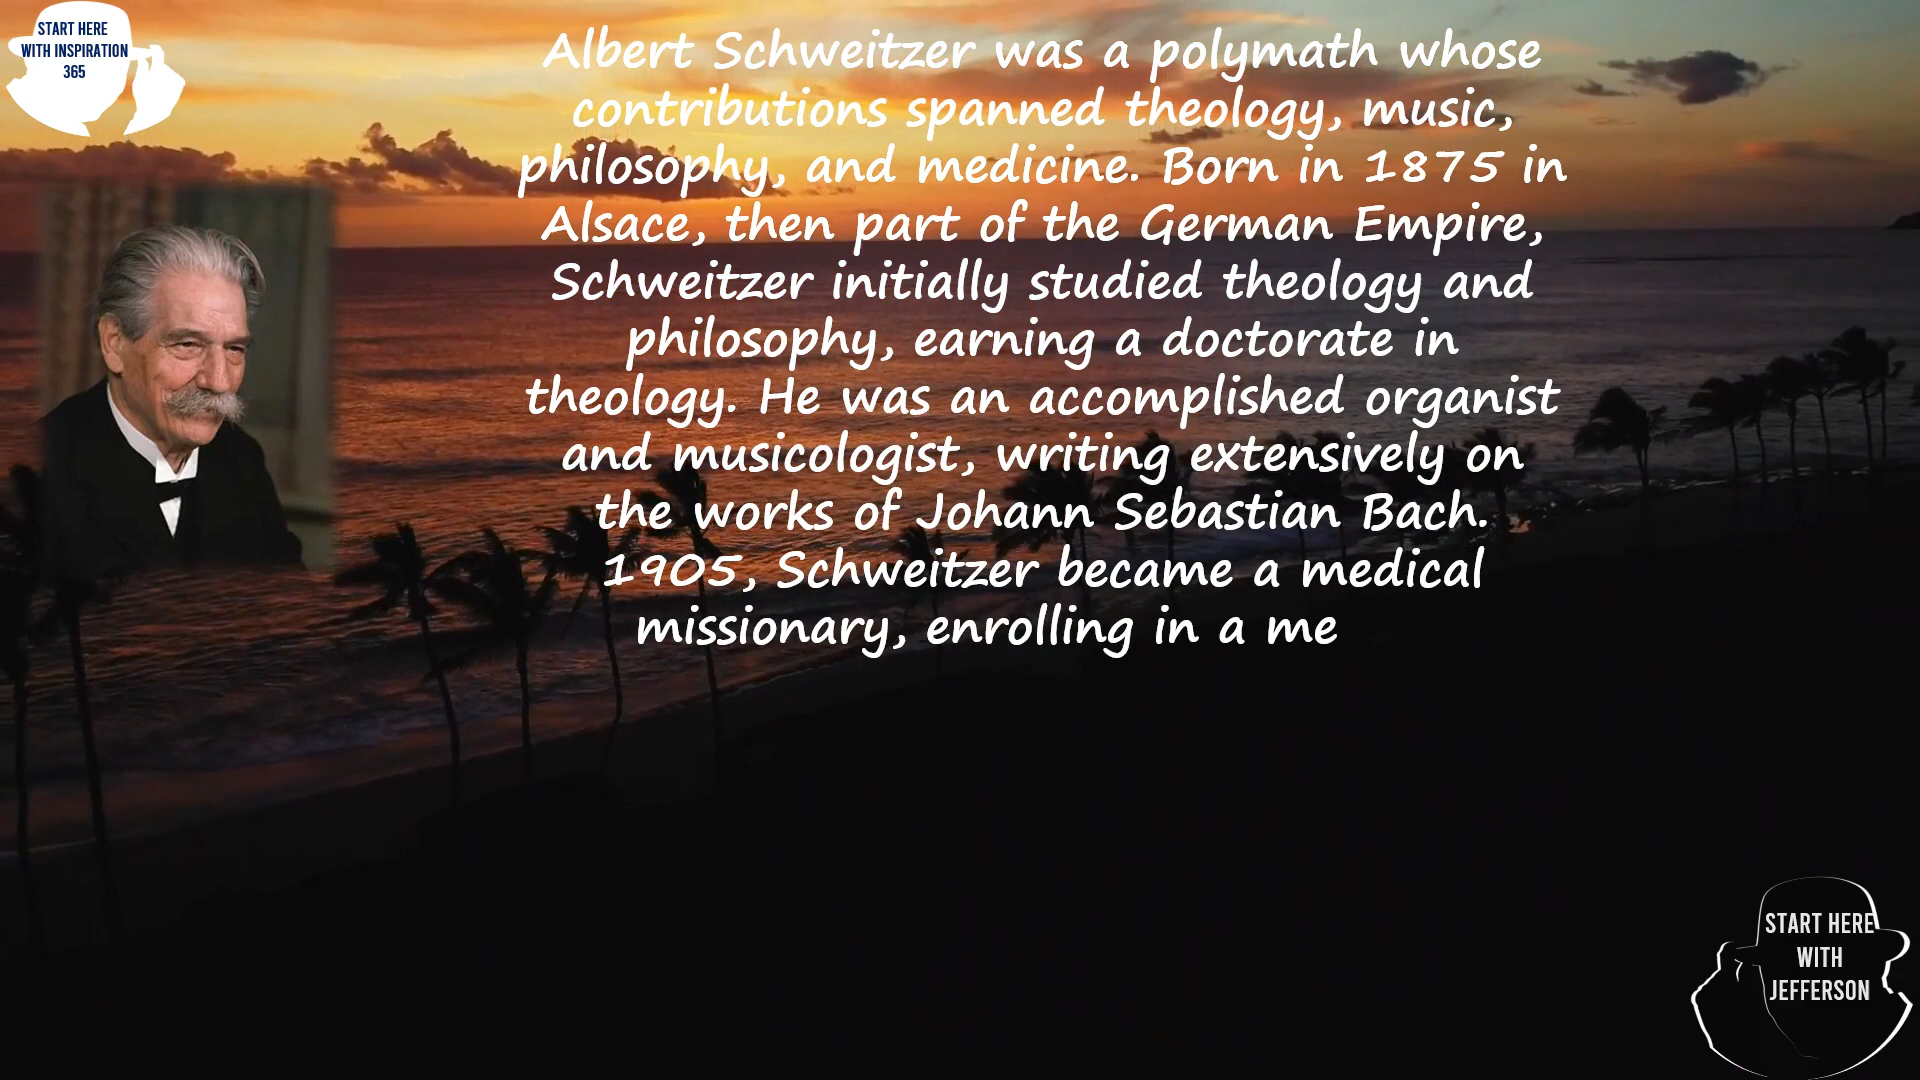 START HERE
WITH INSPIRATION
365
Albert Schweitzer was a polymath whose
contributions spanned theology, music,
philosophy, and medicine. Born in 1875 in
Alsace, then part of the German Empire,
Schweitzer initially studied theology and
philosophy, earning a doctorate in
theology. He was an accomplished organist
and musicologist, writing extensively on
the works of Johann Sebastian Bach.
1905, Schweitzer became a medical
missionary, enrolling in a me
START HERE
WITH
JEFFERSON